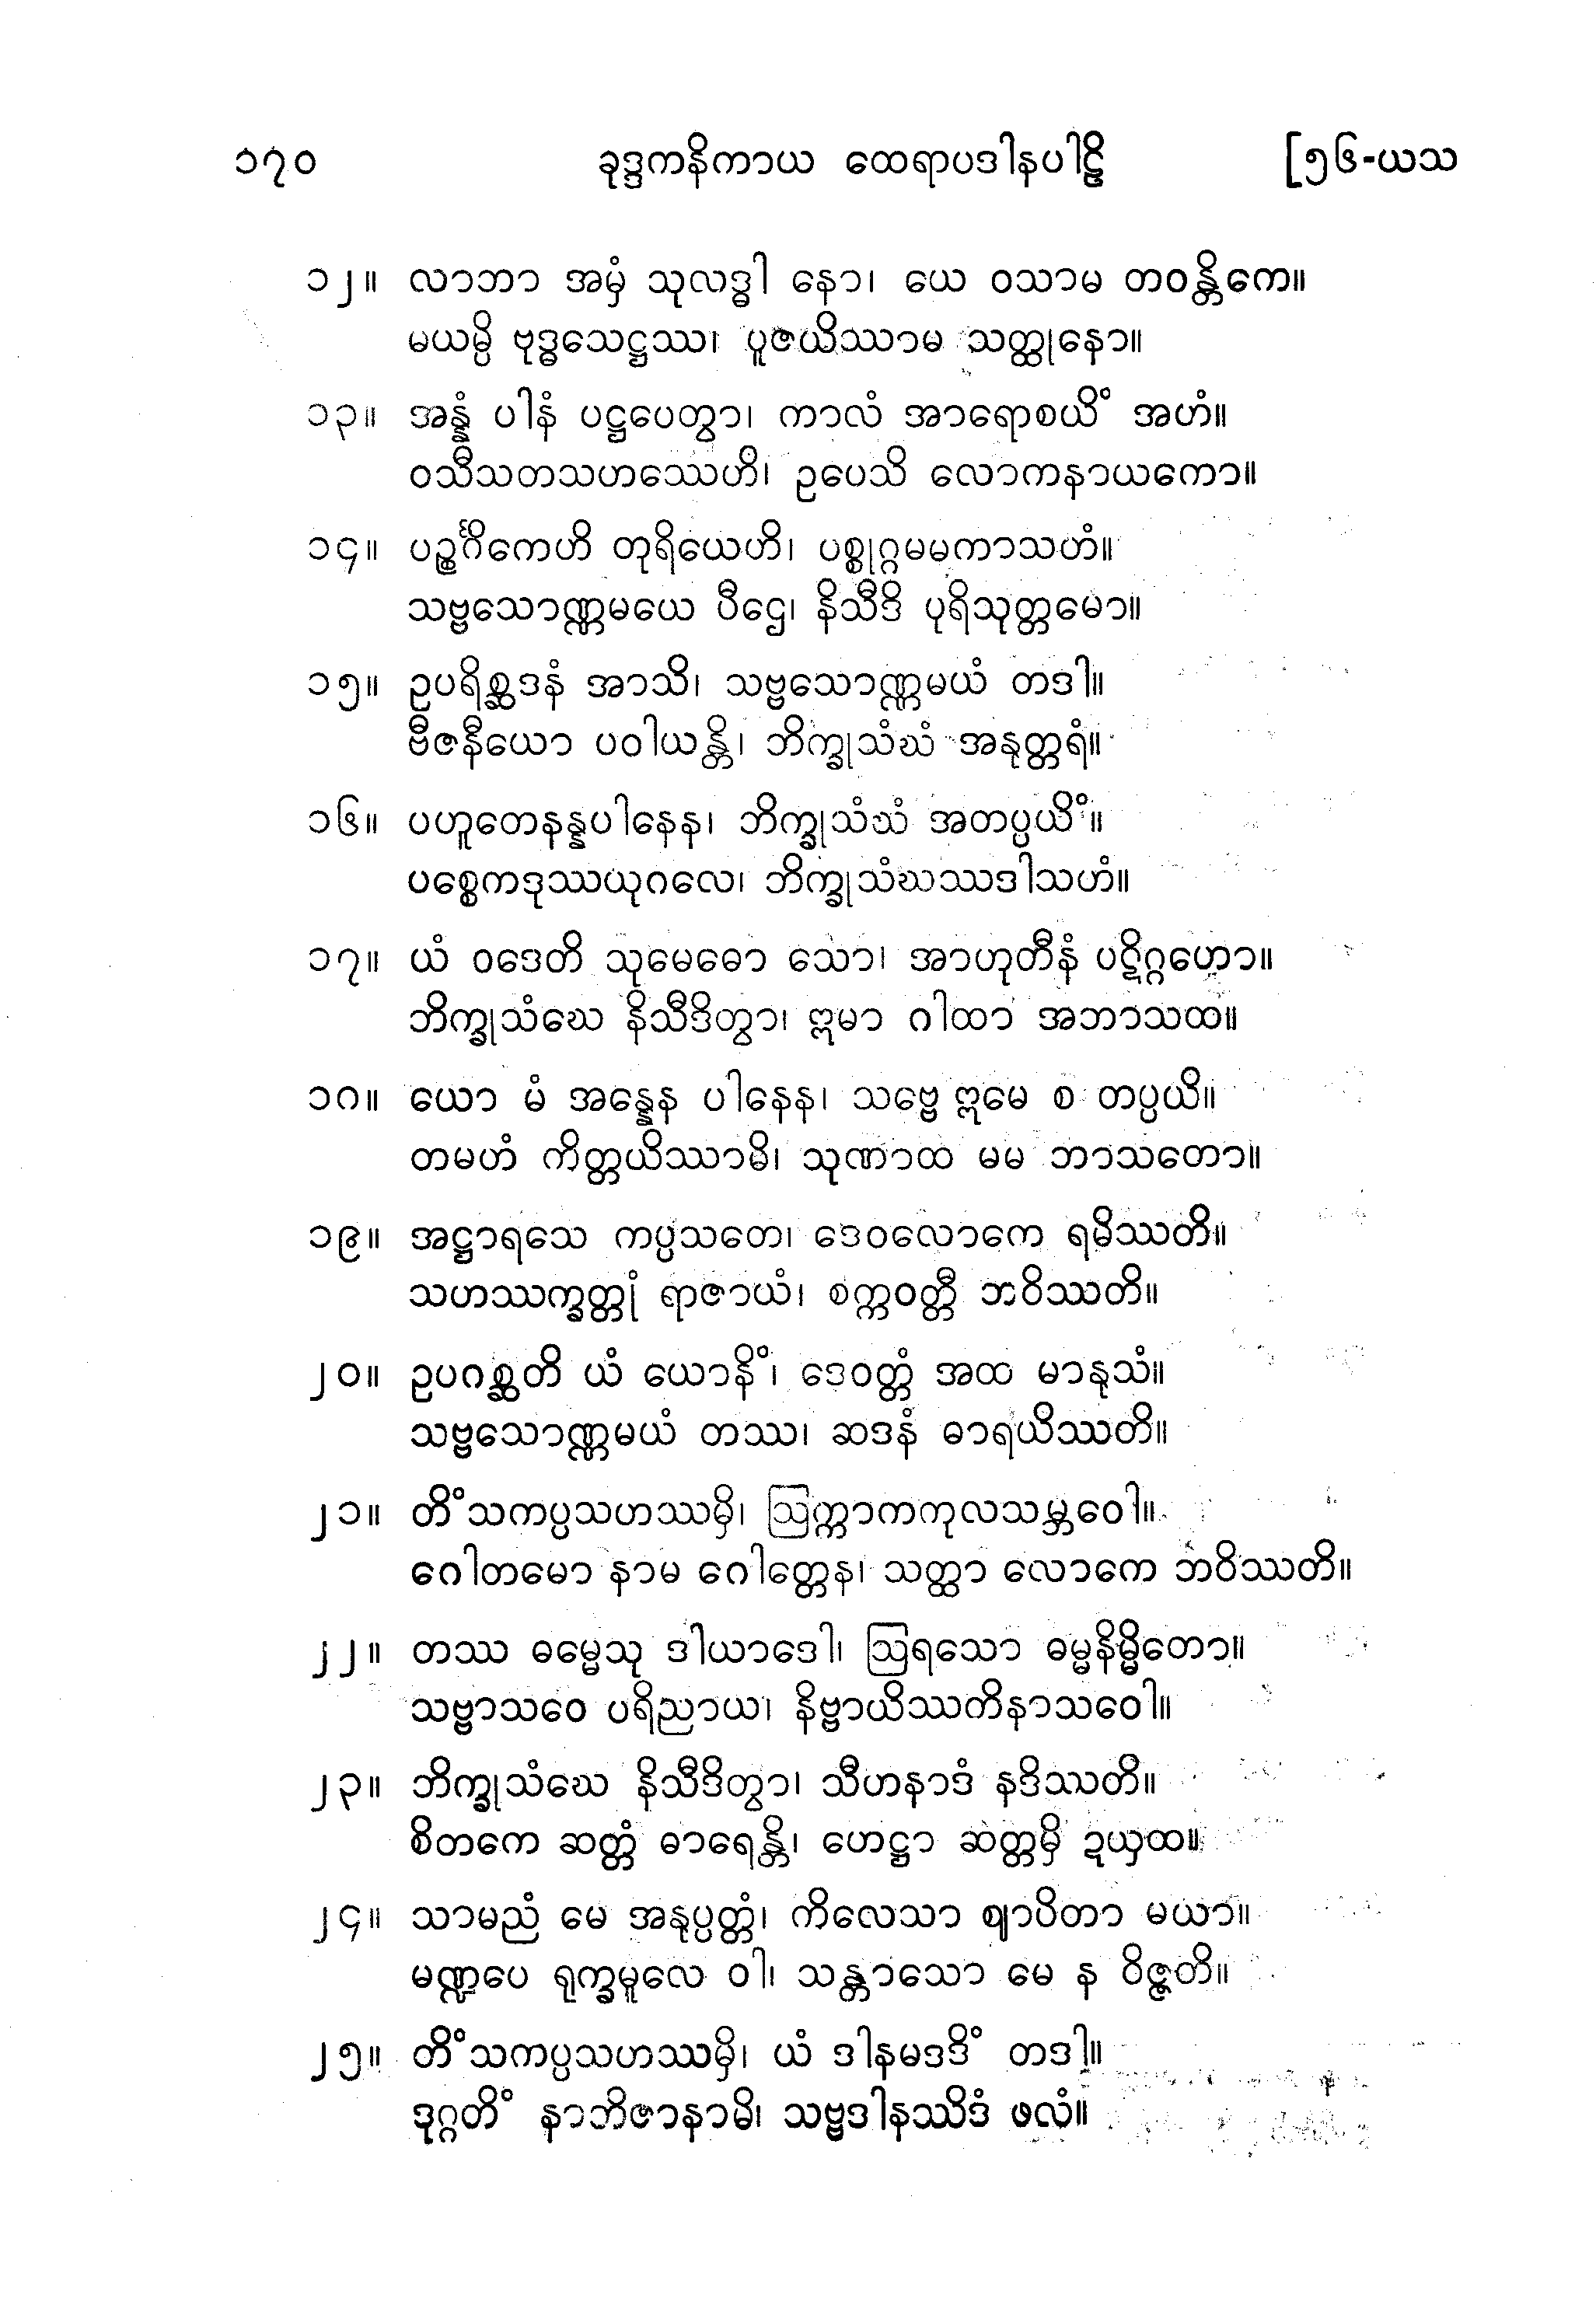 ၁၇၀ ခုဒ္ဒကနိကာယ ထေရာပဒါနပါဠိ [၅၆-ယသ
၁၂။ လာဘာ အမှံ သုလဒ္ဓါ နော၊ ယေ ဝသာမ တဝန္တိကေ။
မယမ္ပိ ဗုဒ္ဓသေဋ္ဌဿ၊ ပူဇယိဿာမ သတ္ထုနော။
၁၃။ အန္နံ ပါနံ ပဋ္ဌပေတွာ၊ ကာလံ အာရောစယိံ အဟံ။
ဝသီသတသဟဿေဟိ၊ ဥပေသိ လောကနာယကော။
၁၄။ ပဉ္စင်္ဂိကေဟိ တုရိယေဟိ၊ ပစ္စုဂ္ဂမမကာသဟံ။
သဗ္ဗသောဏ္ဏမယေ ပီဌေ၊ နိသီဒိ ပုရိသုတ္တမော။
၁၅။ ဥပရိစ္ဆဒနံ အာသိ၊ သဗ္ဗသောဏ္ဏမယံ တဒါ။
ဗီဇနီယော ပဝါယန္တိ၊ ဘိက္ခုသံဃံ အနုတ္တရံ။
၁၆။ ပဟူတေနန္နပါနေန၊ ဘိက္ခုသံဃံ အတပ္ပယိံ။
ပစ္စေကဒုဿယုဂလေ၊ ဘိက္ခုသံဃဿဒါသဟံ။
၁၇။ ယံ ဝဒေတိ သုမေဓော သော၊ အာဟုတီနံ ပဋိဂ္ဂဟော။
ဘိက္ခုသံဃေ နိသီဒိတွာ၊ ဣမာ ဂါထာ အဘာသထ။
၁၈။ ယော မံ အန္နေန ပါနေန၊ သဗ္ဗေ ဣမေ စ တပ္ပယိ။
တမဟံ ကိတ္တယိဿာမိ၊ သုဏာထ မမ ဘာသတော။
၁၉။ အဋ္ဌာရသေ ကပ္ပသတေ၊ ဒေဝလောကေ ရမိဿတိ။
သဟဿက္ခတ္တုံ ရာဇာယံ၊ စက္ကဝတ္တီ ဘဝိဿတိ။
၂၀။ ဥပဂစ္ဆတိ ယံ ယောနိံ၊ ဒေဝတ္တံ အထ မာနုသံ။
သဗ္ဗသောဏ္ဏမယံ တဿ၊ ဆဒနံ ဓာရယိဿတိ။
၂၁။ တိံသကပ္ပသဟဿမှိ၊ ဩက္ကာကကုလသမ္ဘဝေါ။
ဂေါတမော နာမ ဂေါတ္တေန၊ သတ္ထာ လောကေ ဘဝိဿတိ။
၂၂။ တဿ ဓမ္မေသု ဒါယာဒေါ၊ ဩရသော ဓမ္မနိမ္မိတော။
သဗ္ဗာသဝေ ပရိညာယ၊ နိဗ္ဗာယိဿကိနာသဝေါ။
၂၃။ ဘိက္ခုသံဃေ နိသီဒိတွာ၊ သီဟနာဒံ နဒိဿတိ။
စိတကေ ဆတ္တံ ဓာရေန္တိ၊ ဟေဋ္ဌာ ဆတ္တမှိ ဍယှထ။
၂၄။ သာမညံ မေ အနုပ္ပတ္တံ၊ ကိလေသာ ဈာပိတာ မယာ။
မဏ္ဍပေ ရုက္ခမူလေ ဝါ၊ သန္တာသော မေ န ဝိဇ္ဇတိ။
၂၅။ တိံသကပ္ပသဟဿမှိ၊ ယံ ဒါနမဒဒိံ တဒါ။
ဒုဂ္ဂတိံ နာဘိဇာနာမိ၊ သဗ္ဗဒါနဿိဒံ ဖလံ။